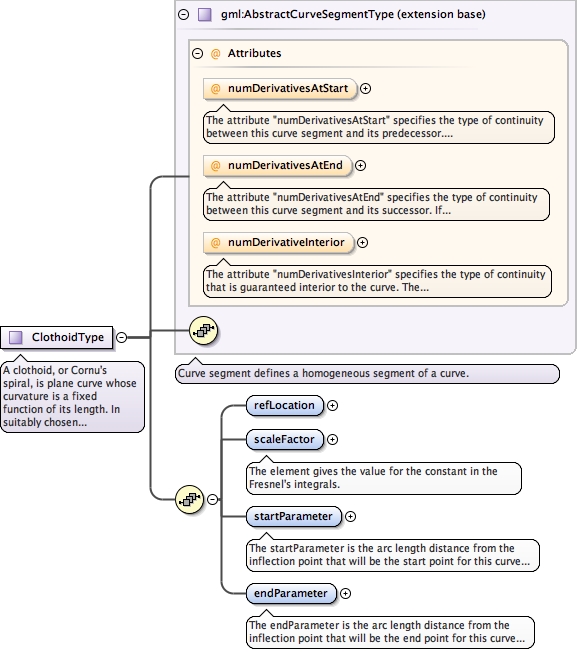 gml:AbstractCurveSegmentType (extension base)
@ Attributes
@ numDerivativesAtStart
The attribute "numDerivativesAtStart" specifies the type of continuity
between this curve segment and its predecessor....
@ numDerivativesAtEnd
The attribute "numDerivativesAtEnd" specifies the type of continuity
between this curve segment and its successor. If...
@ numDerivativeInterior
The attribute "numDerivativesInterior" specifies the type of continuity
that is guaranteed interior to the curve. The...
ClothoidType
A clothoid, or Cornu's
spiral, is plane curve whose
curvature is a fixed
function of its length. In
suitably chosen...
Curve segment defines a homogeneous segment of a curve.
refLocation
scaleFactor
The element gives the value for the constant in the
Fresnel's integrals.
startParameter
The startParameter is the arc length distance from the
inflection point that will be the start point for this curve...
endParameter
The endParameter is the arc length distance from the
inflection point that will be the end point for this curve...